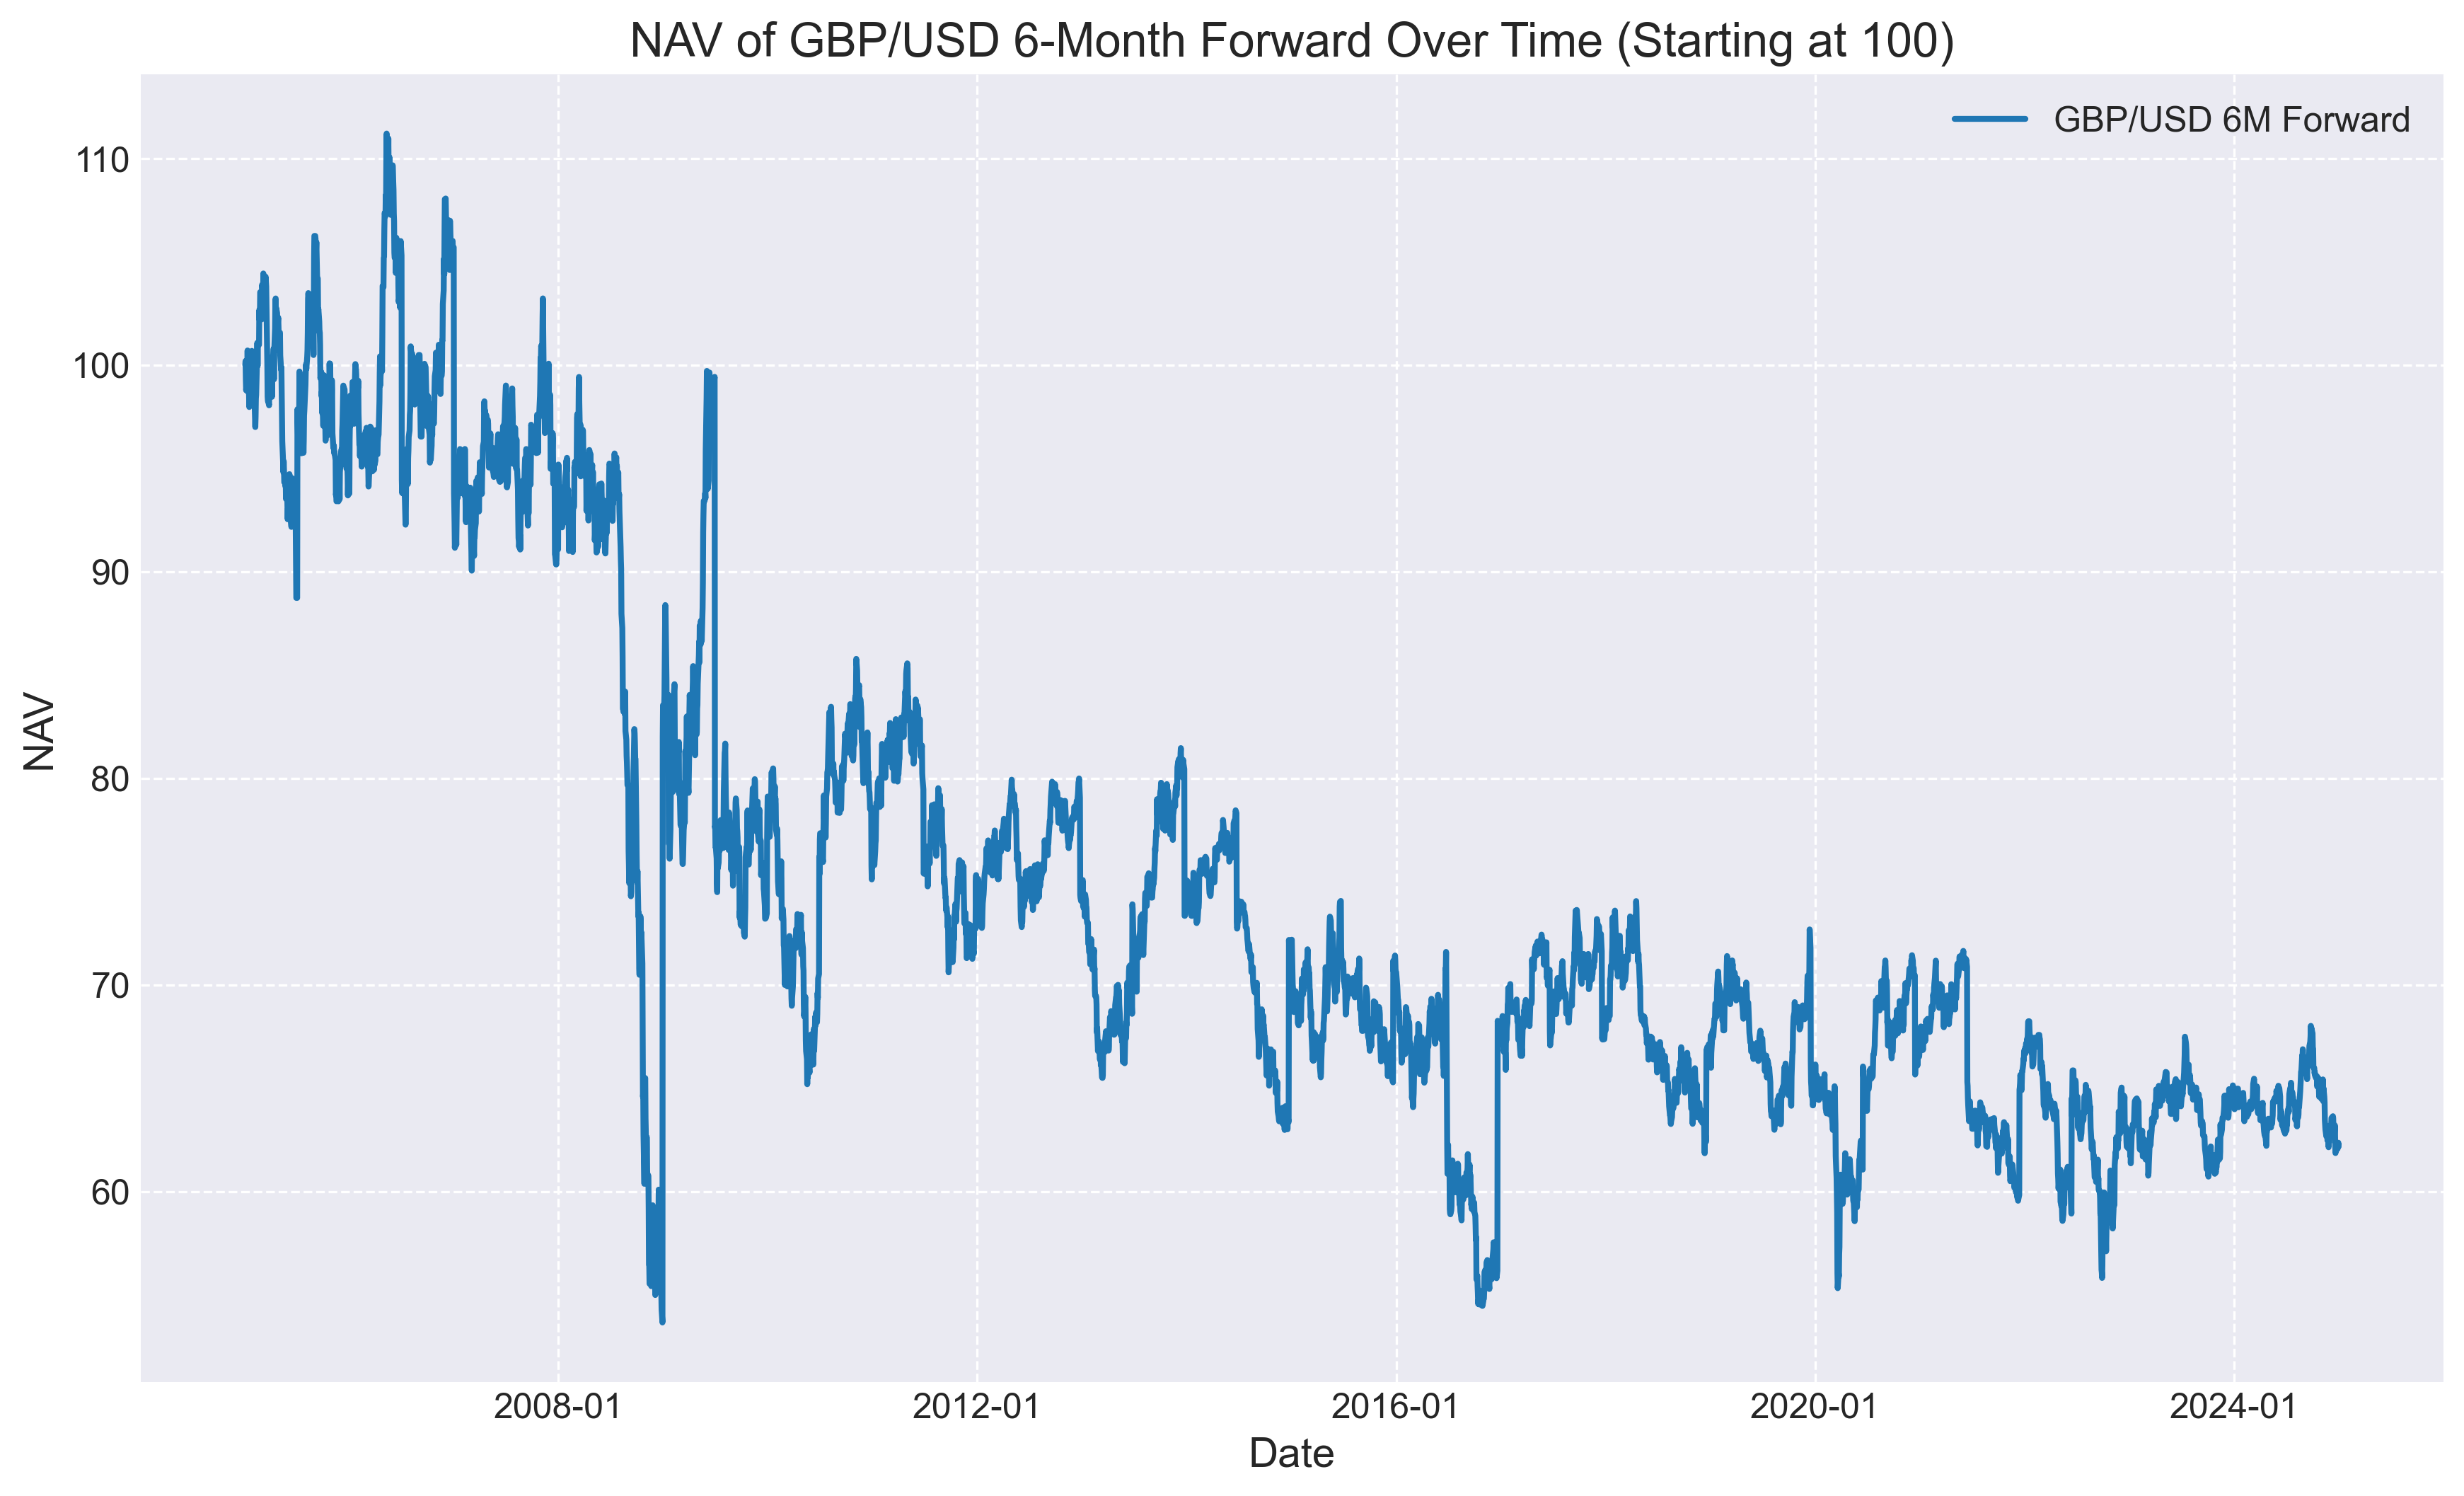 NAV of GBP/USD 6-Month Forward Over Time (Starting at 100)
GBP/USD 6M Forward
110
100
90
80
70
60
NAV
2008-01 2012-01 2016-01 2020-01 2024-01
Date